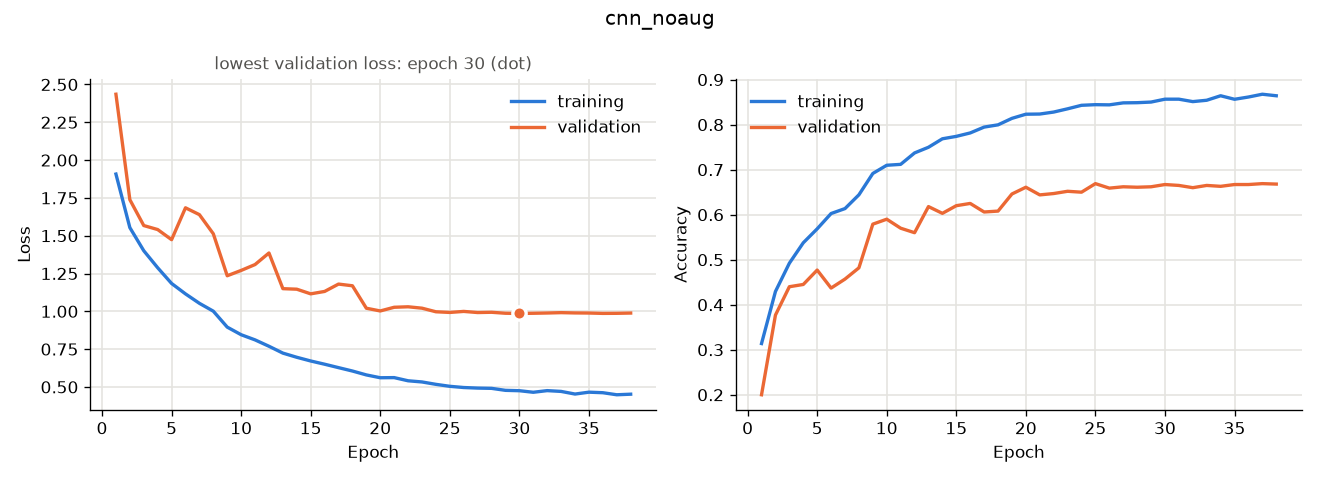 cnn_noaug
lowest validation loss: epoch 30 (dot)
Loss
2.50
2.25
2.00
1.75
1.50
1.25
1.00
0.75
0.50
training
validation
0 5 10 15 20 25 30 35
Epoch
Accuracy
0.9
0.8
0.7
0.6
0.5
0.4
0.3
0.2
training
validation
0 5 10 15 20 25 30 35
Epoch